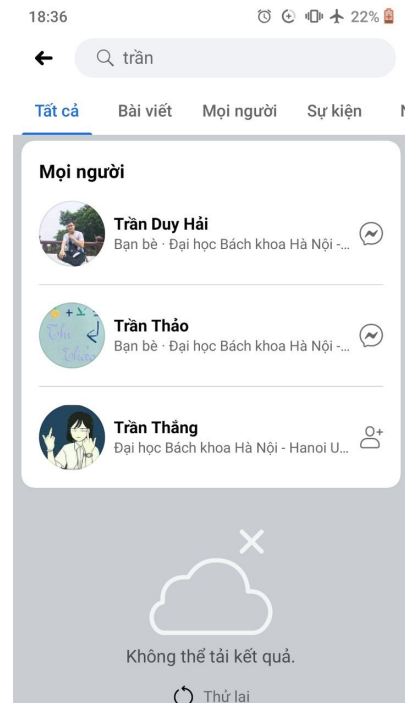 18:36
22%
trần
Tất cả Bài viết Mọi người Sự kiện
Mọi người
Trần Duy Hải
Bạn bè · Đại học Bách khoa Hà Nội -...
Trần Thảo
Bạn bè · Đại học Bách khoa Hà Nội -...
Trần Thắng
Đại học Bách khoa Hà Nội - Hanoi U...
Không thể tải kết quả.
Thử lại